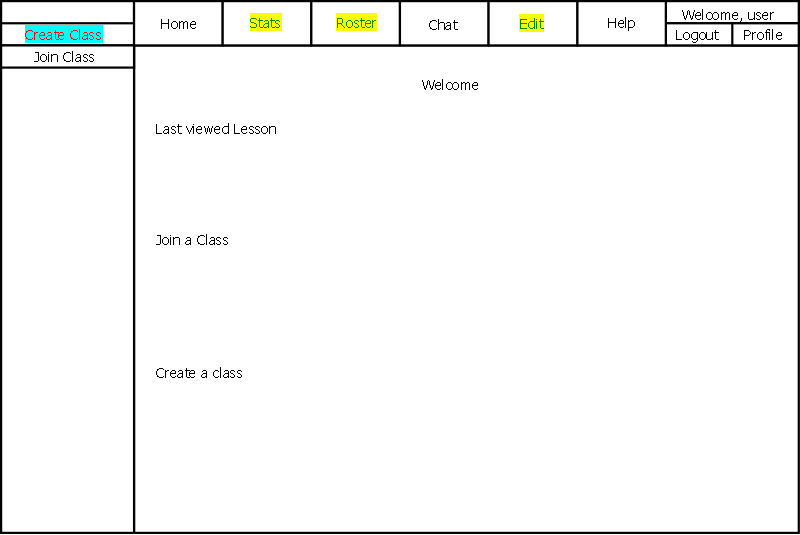 Home
Stats
Roster
Chat
Edit
Help
Welcome, user
Logout
Profile
Create Class
Join Class
Welcome
Last viewed Lesson
Join a Class
Create a class